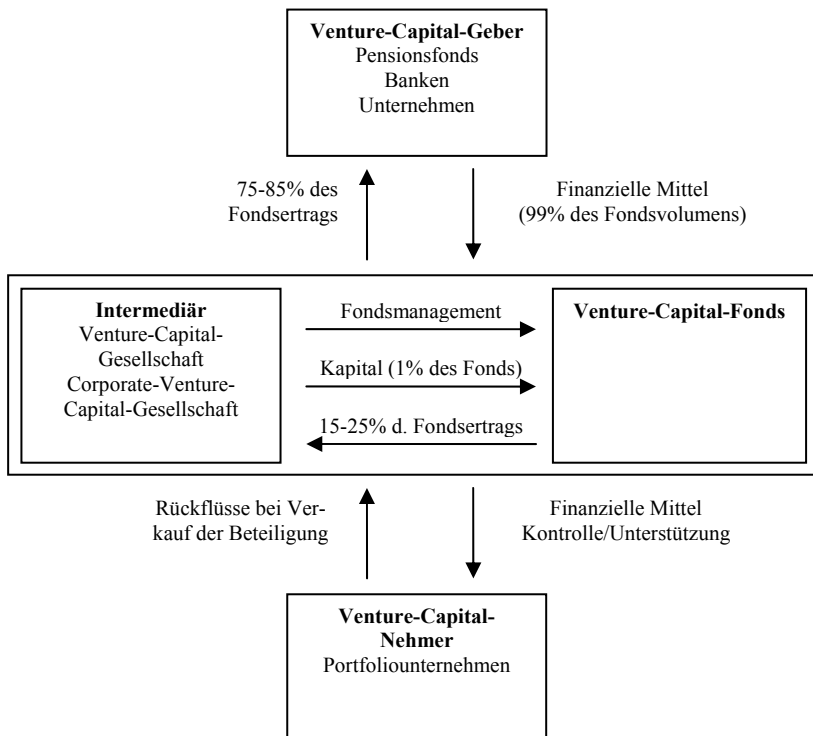 Venture-Capital-Geber
Pensionsfonds
Banken
Unternehmen
75-85% des
Fondsertrags
Finanzielle Mittel
(99% des Fondsvolumens)
Intermediär
Venture-Capital-
Gesellschaft
Corporate-Venture-
Capital-Gesellschaft
Fondsmanagement
Kapital (1% des Fonds)
15-25% d. Fondsertrags
Venture-Capital-Fonds
Rückflüsse bei Ver-
kauf der Beteiligung
Finanzielle Mittel
Kontrolle/Unterstützung
Venture-Capital-
Nehmer
Portfoliounternehmen